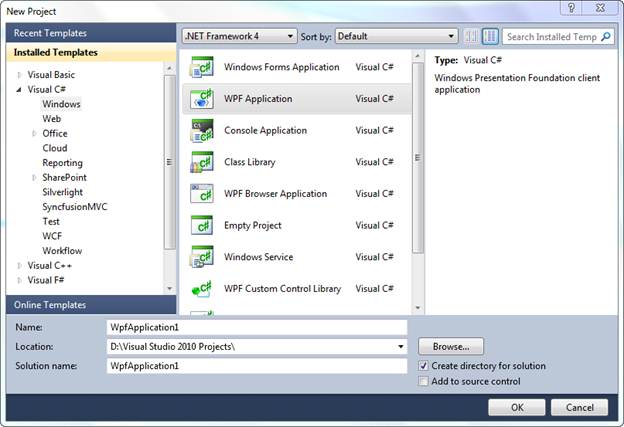 New Project
Recent Templates
Installed Templates
Visual Basic
Visual C#
Windows
Web
Office
Cloud
Reporting
SharePoint
Silverlight
SyncfusionMVC
Test
WCF
Workflow
Visual C++
Visual F#
Online Templates
.NET Framework 4 Sort by: Default Search Installed Temp
Windows Forms Application Visual C#
WPF Application Visual C#
Console Application Visual C#
Class Library Visual C#
WPF Browser Application Visual C#
Empty Project Visual C#
Windows Service Visual C#
WPF Custom Control Library Visual C#
Type: Visual C#
Windows Presentation Foundation client
application
Name: WpfApplication1
Location: D:\Visual Studio 2010 Projects\ Browse...
Solution name: WpfApplication1
Create directory for solution
Add to source control
OK Cancel